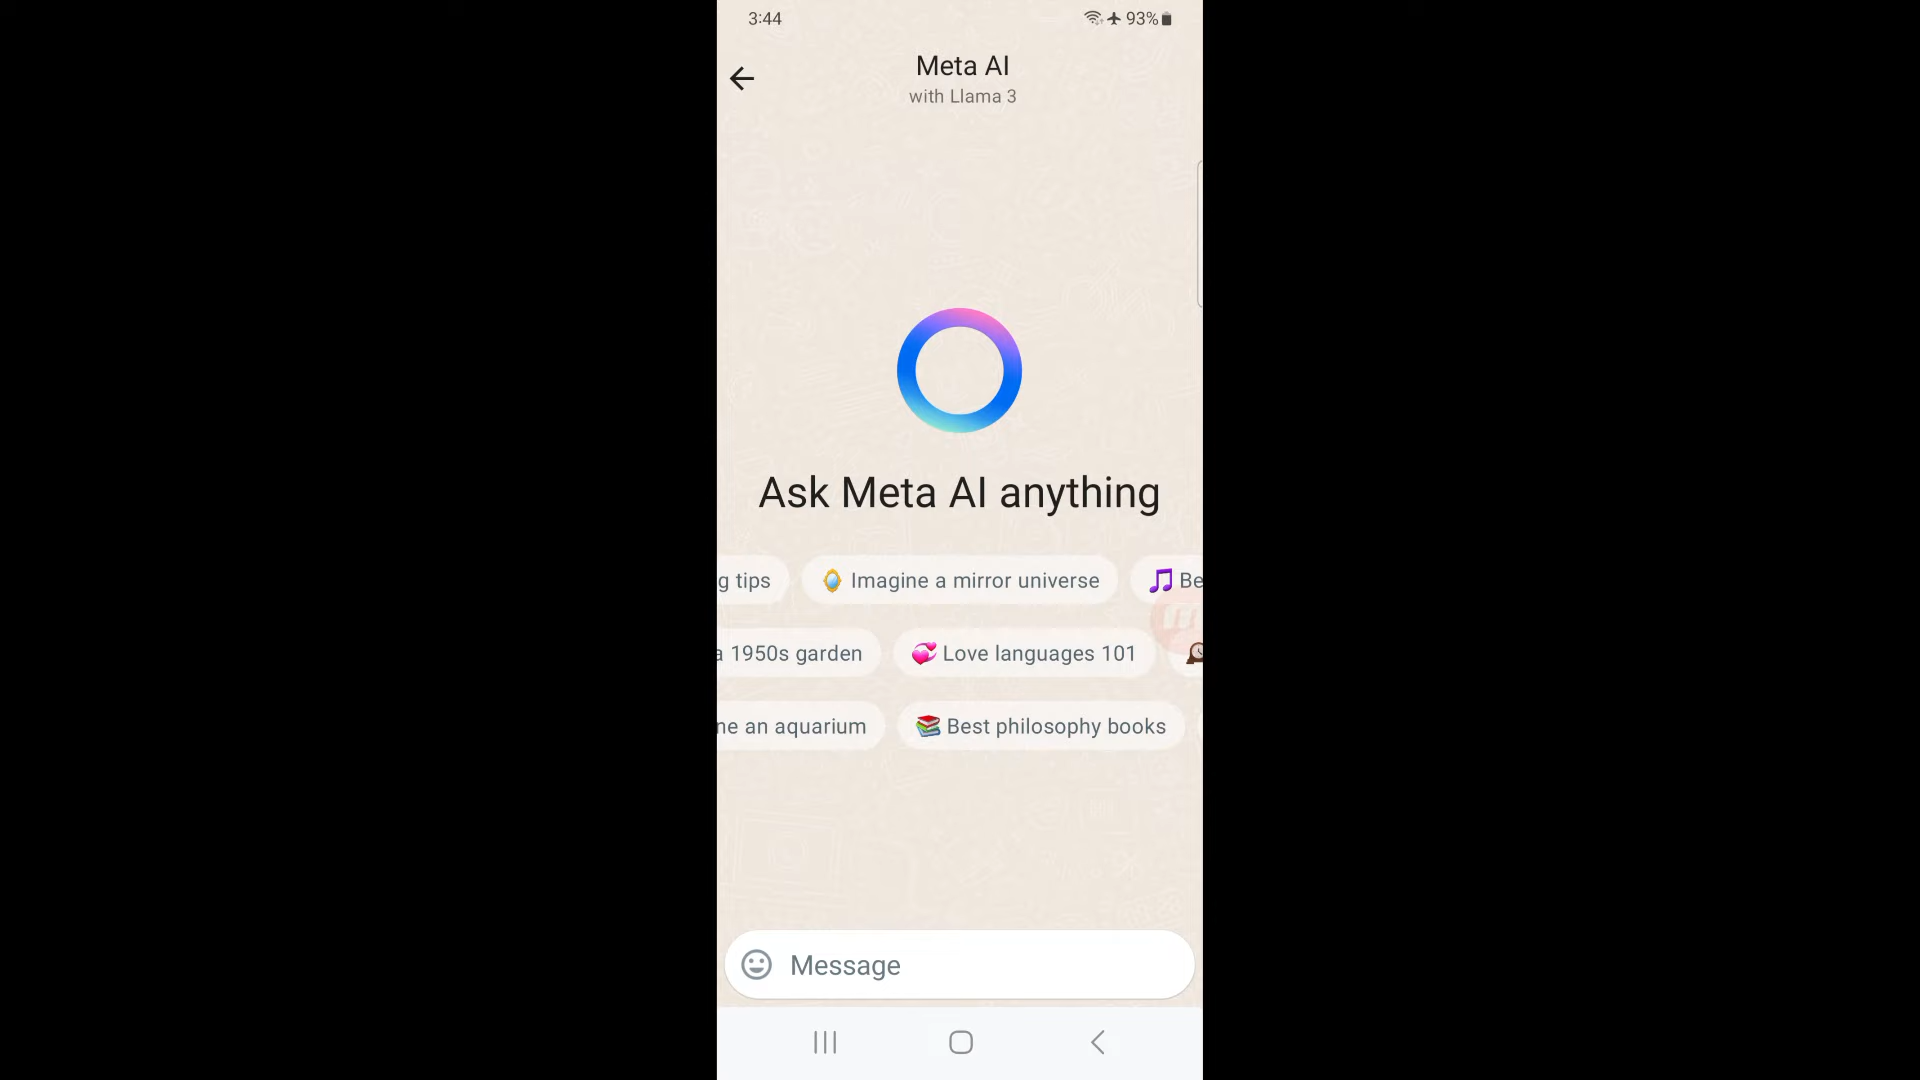 3:44
93%
Meta AI
with Llama 3
Ask Meta AI anything
g tips
Imagine a mirror universe
Be
a 1950s garden
Love languages 101
ne an aquarium
Best philosophy books
Message